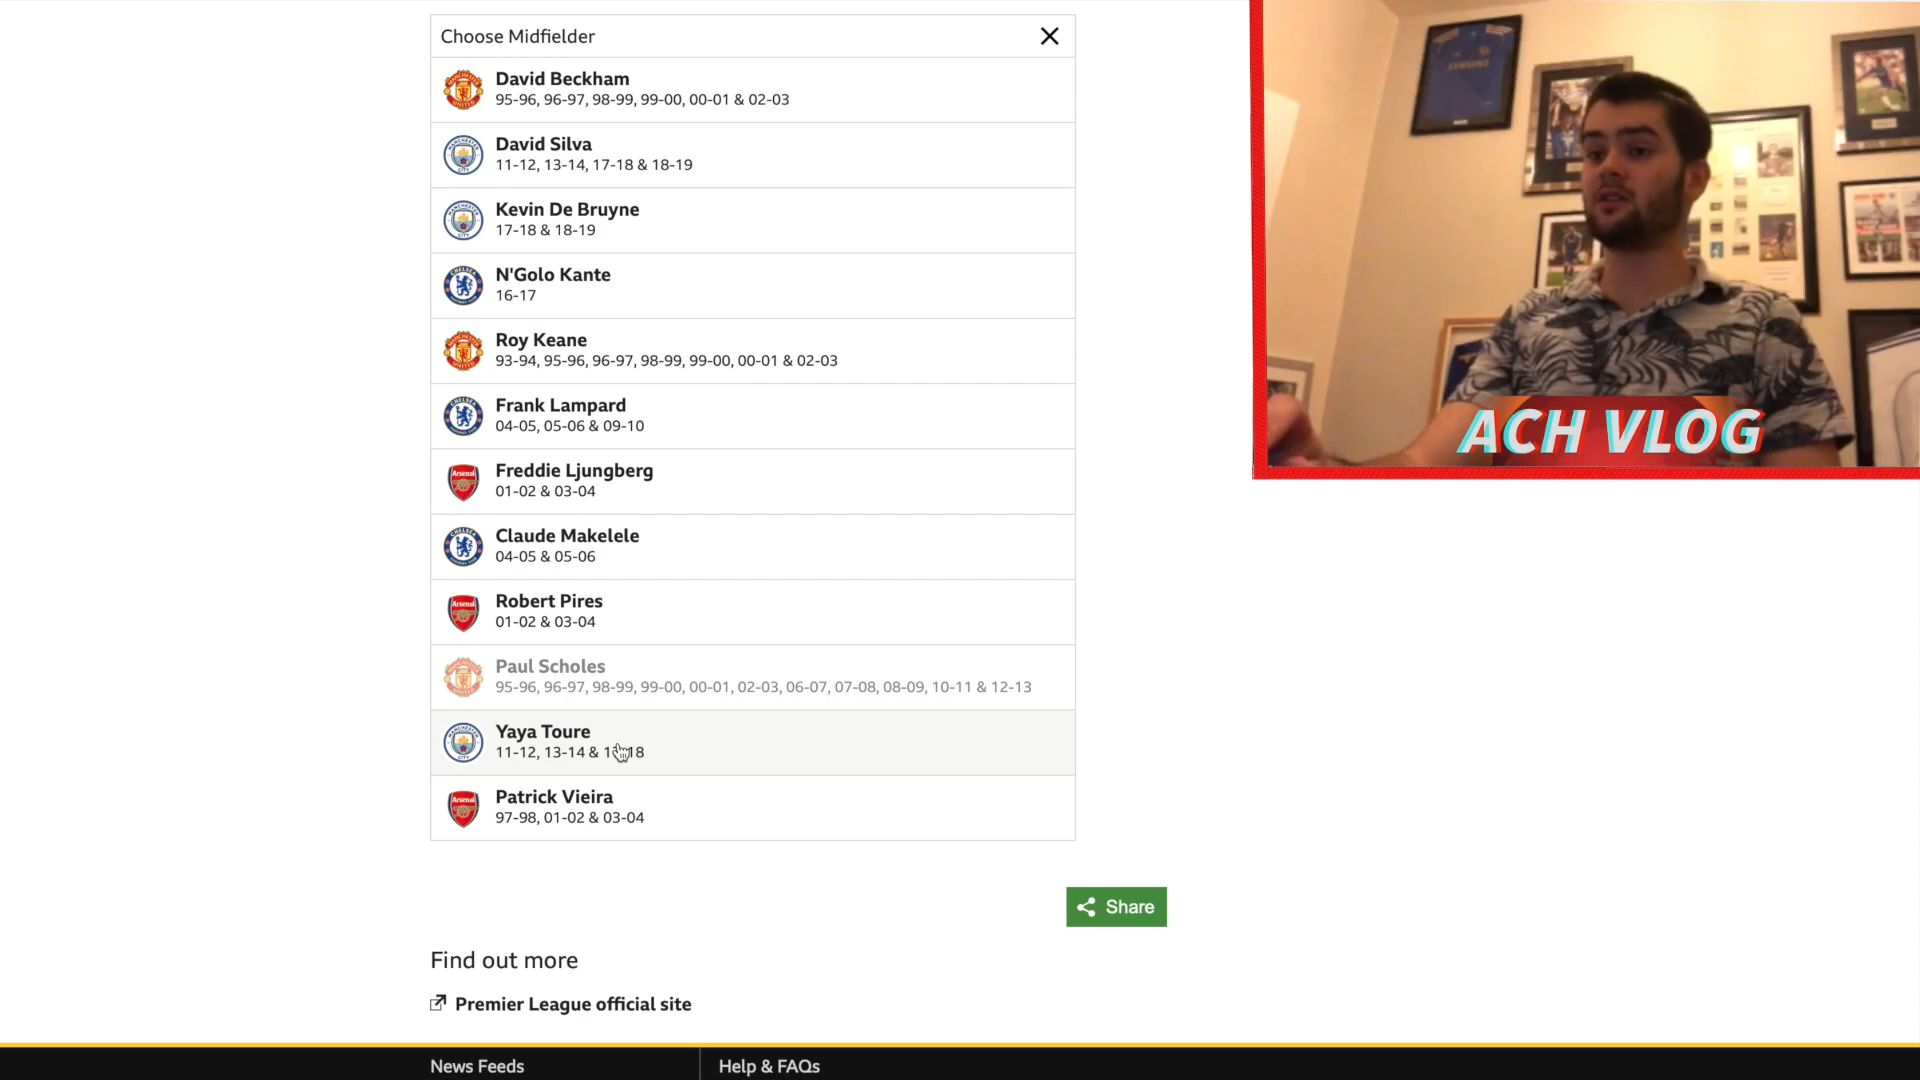 Choose Midfielder
David Beckham
95-96, 96-97, 98-99, 99-00, 00-01 & 02-03
David Silva
11-12, 13-14, 17-18 & 18-19
Kevin De Bruyne
17-18 & 18-19
N'Golo Kante
16-17
Roy Keane
93-94, 95-96, 96-97, 98-99, 99-00, 00-01 & 02-03
Frank Lampard
04-05, 05-06 & 09-10
Freddie Ljungberg
01-02 & 03-04
Claude Makelele
04-05 & 05-06
Robert Pires
01-02 & 03-04
Paul Scholes
95-96, 96-97, 98-99, 99-00, 00-01, 02-03, 06-07, 07-08, 08-09, 10-11 & 12-13
Yaya Toure
11-12, 13-14 &
Patrick Vieira
97-98, 01-02 & 03-04
Share
Find out more
Premier League official site
News Feeds
Help & FAQs
SAMSUNG
ACH VLOG